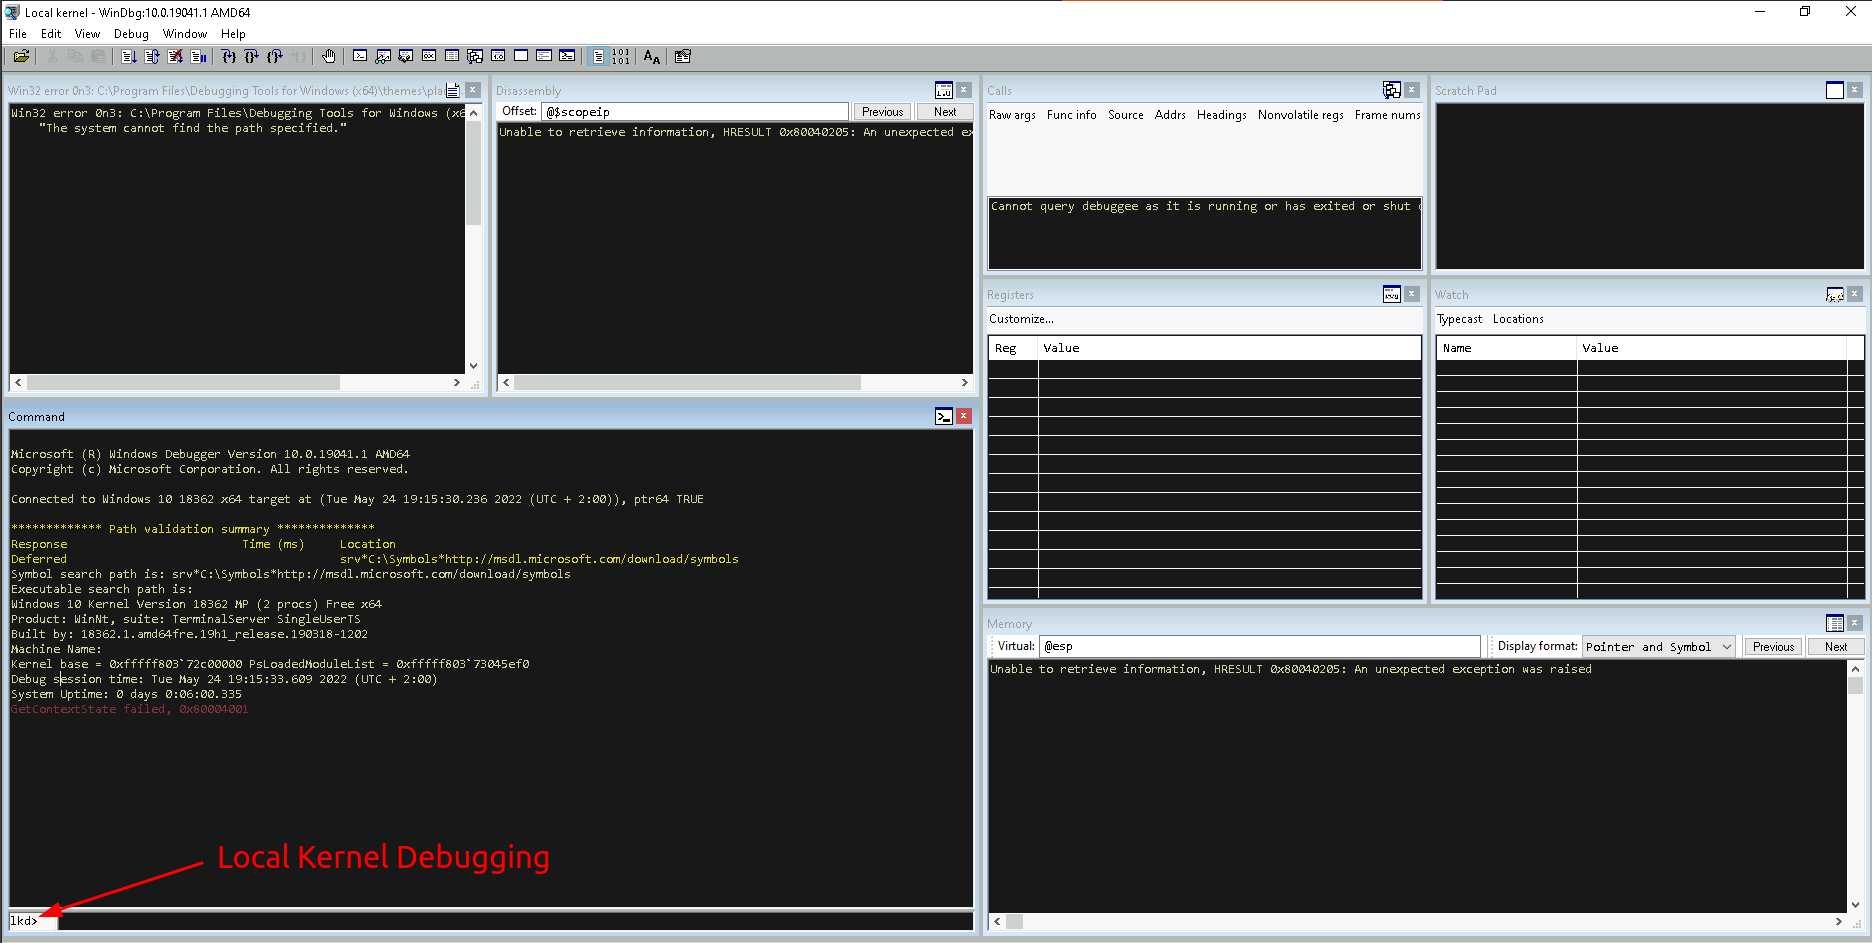 Local kernel - WinDbg:10.0.19041.1 AMD64
File Edit View Debug Window Help
Win32 error 0n3: C:\Program Files\Debugging Tools for Windows (x64)\themes\pla
Win32 error 0n3: C:\Program Files\Debugging Tools for Windows (x6
"The system cannot find the path specified."
Disassembly
Offset: @$scopeip Previous Next
Unable to retrieve information, HRESULT 0x80040205: An unexpected ex
Calls
Raw args Func info Source Addrs Headings Nonvolatile regs Frame nums
Cannot query debuggee as it is running or has exited or shut
Scratch Pad
Registers
Customize...
Reg Value
Watch
Typecast Locations
Name Value
Command
Microsoft (R) Windows Debugger Version 10.0.19041.1 AMD64
Copyright (c) Microsoft Corporation. All rights reserved.
Connected to Windows 10 18362 x64 target at (Tue May 24 19:15:30.236 2022 (UTC + 2:00)), ptr64 TRUE
************* Path validation summary **************
Response Time (ms) Location
Deferred srv*C:\Symbols*http://msdl.microsoft.com/download/symbols
Symbol search path is: srv*C:\Symbols*http://msdl.microsoft.com/download/symbols
Executable search path is:
Windows 10 Kernel Version 18362 MP (2 procs) Free x64
Product: WinNt, suite: TerminalServer SingleUserTS
Built by: 18362.1.amd64fre.19h1_release.190318-1202
Machine Name:
Kernel base = 0xfffff803`72c00000 PsLoadedModuleList = 0xfffff803`73045ef0
Debug session time: Tue May 24 19:15:33.609 2022 (UTC + 2:00)
System Uptime: 0 days 0:06:00.335
GetContextState failed, 0x80004001
Local Kernel Debugging
lkd>
Memory
Virtual: @esp Display format: Pointer and Symbol Previous Next
Unable to retrieve information, HRESULT 0x80040205: An unexpected exception was raised